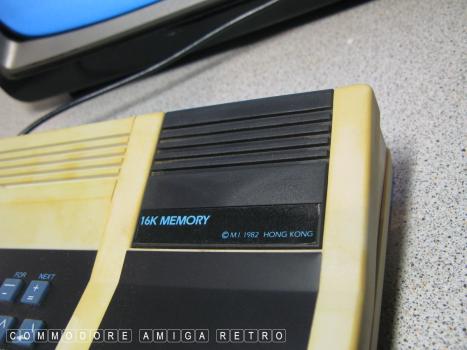 16K MEMORY
© M.I. 1982 HONG KONG
FOR NEXT
− + =
COMMODORE AMIGA RETRO